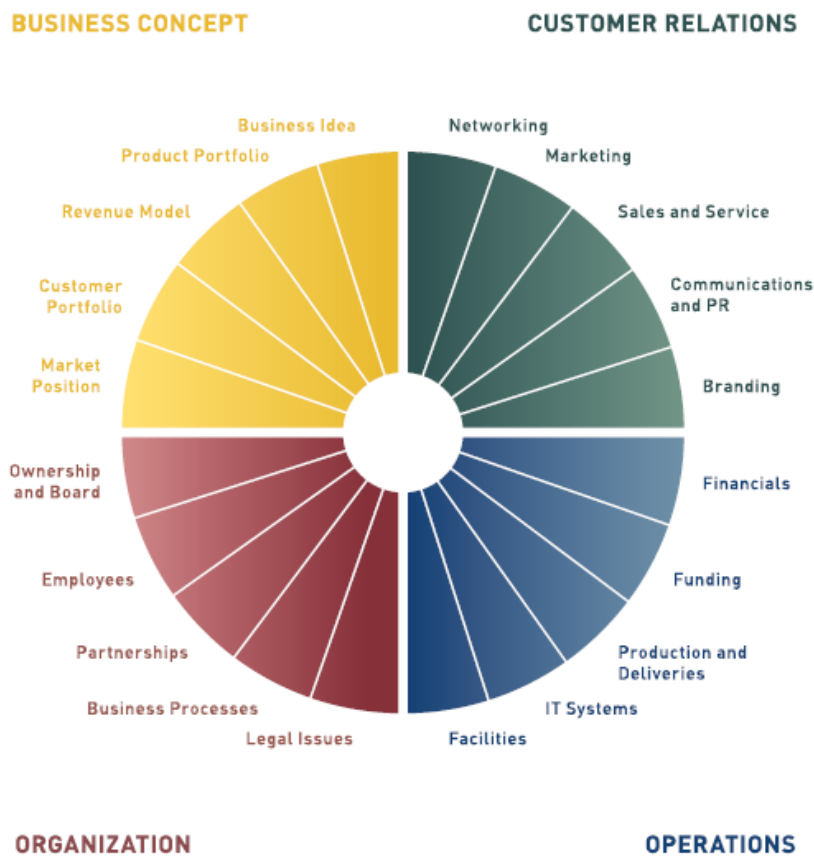 BUSINESS CONCEPT
CUSTOMER RELATIONS
Business Idea
Networking
Product Portfolio
Marketing
Revenue Model
Sales and Service
Customer
Portfolio
Communications
and PR
Market
Position
Branding
Ownership
and Board
Financials
Employees
Funding
Partnerships
Production and
Deliveries
Business Processes
IT Systems
Legal Issues
Facilities
ORGANIZATION
OPERATIONS